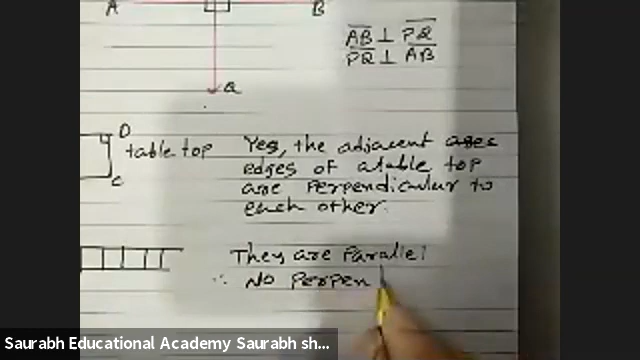 A B
AB ⊥ PQ
PQ ⊥ AB
Q
D
table top
C
Yes, the adjacent
edges of a table top
are perpendicular to
each other.
They are Parallel
∴ No Perpen
Saurabh Educational Academy Saurabh sh...